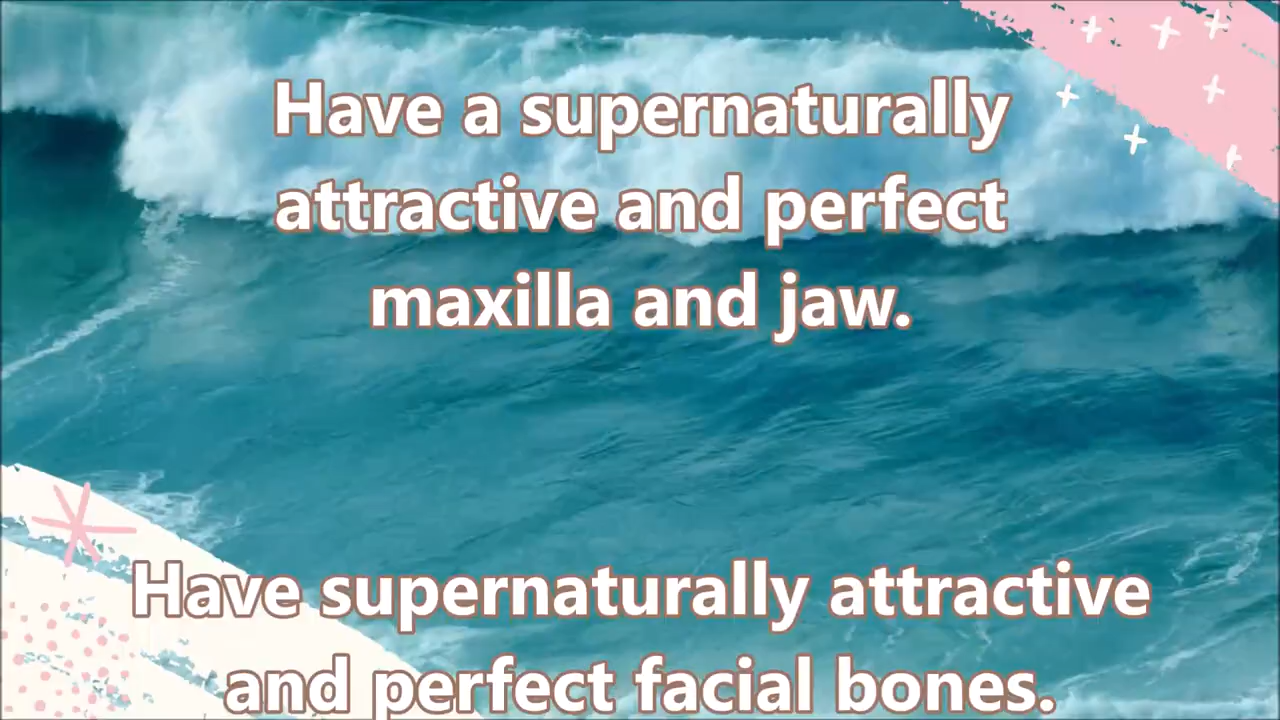 Have a supernaturally
attractive and perfect
maxilla and jaw.
Have supernaturally attractive
and perfect facial bones.